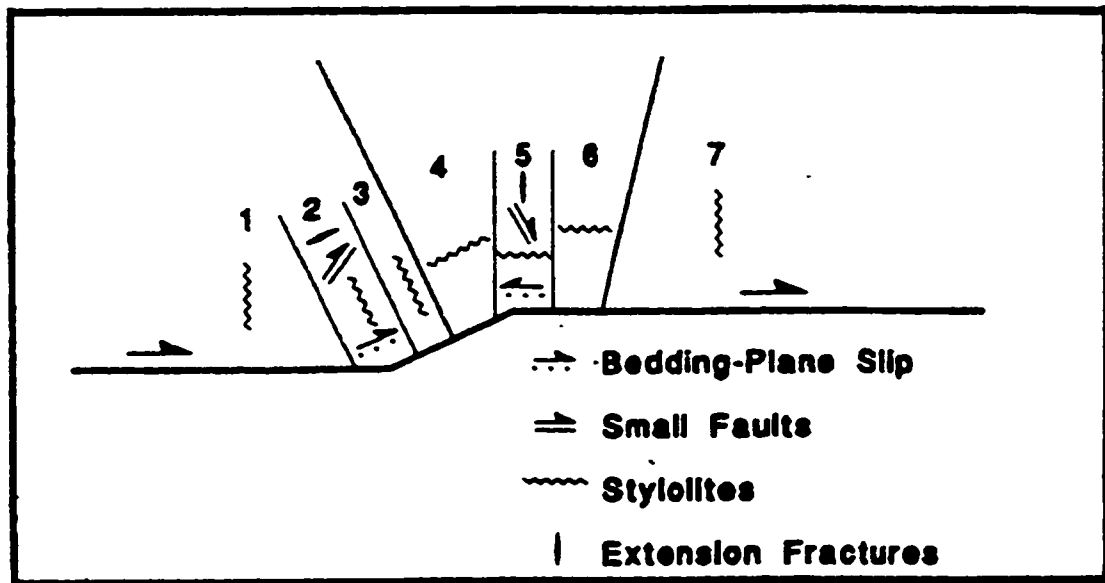 1 2 3 4 5 6 7
Bedding-Plane Slip
Small Faults
Stylolites
Extension Fractures